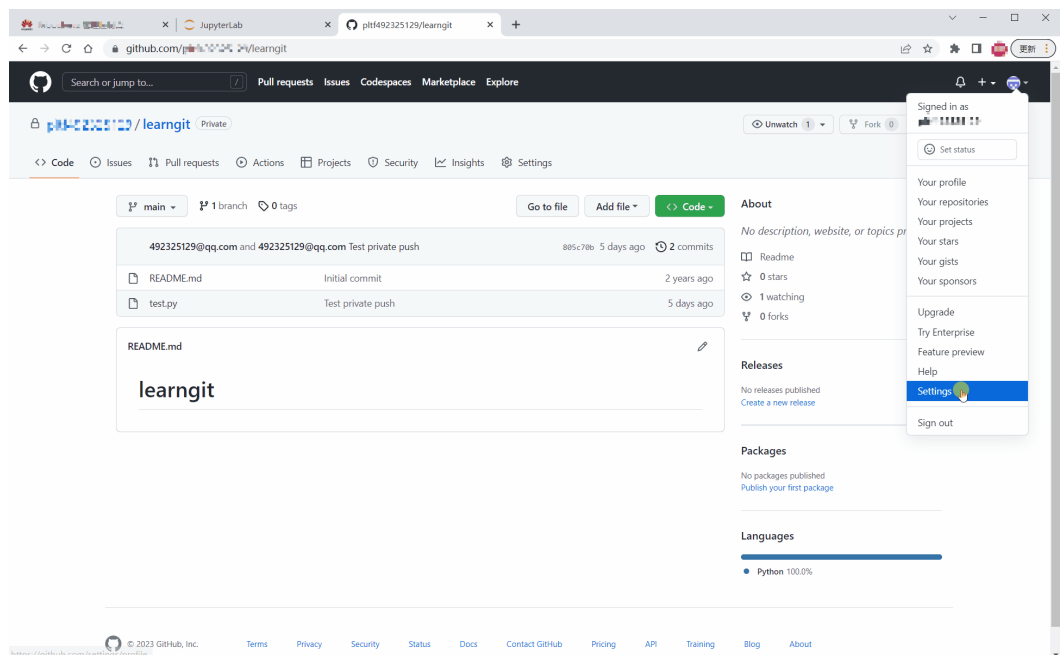 JupyterLab
pltf492325129/learngit
github.com/ /learngit
更新
Search or jump to... /
Pull requests Issues Codespaces Marketplace Explore
Signed in as
/ learngit Private
Unwatch 1
Fork 0
Set status
Code Issues Pull requests Actions Projects Security Insights Settings
Your profile
Your repositories
Your projects
Your stars
Your gists
Your sponsors
Upgrade
Try Enterprise
Feature preview
Help
Settings
Sign out
main 1 branch 0 tags Go to file Add file Code
492325129@qq.com and 492325129@qq.com Test private push 805c70b 5 days ago 2 commits
README.md Initial commit 2 years ago
test.py Test private push 5 days ago
README.md
learngit
About
No description, website, or topics
Readme
0 stars
1 watching
0 forks
Releases
No releases published
Create a new release
Packages
No packages published
Publish your first package
Languages
Python 100.0%
© 2023 GitHub, Inc. Terms Privacy Security Status Docs Contact GitHub Pricing API Training Blog About
https://github.com/settings/profile